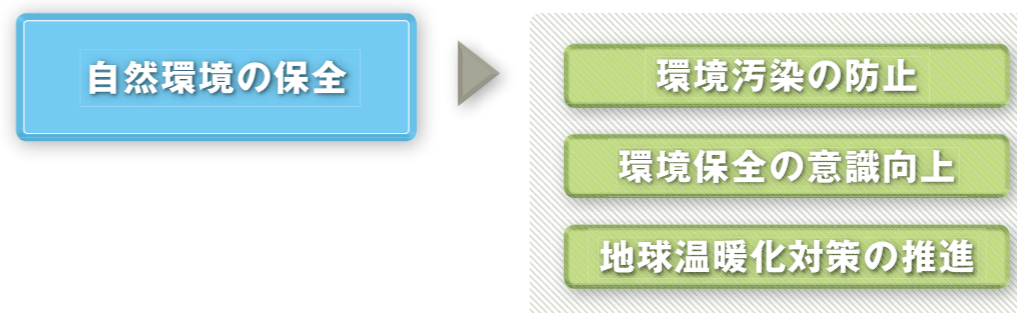 自然環境の保全
環境汚染の防止
環境保全の意識向上
地球温暖化対策の推進